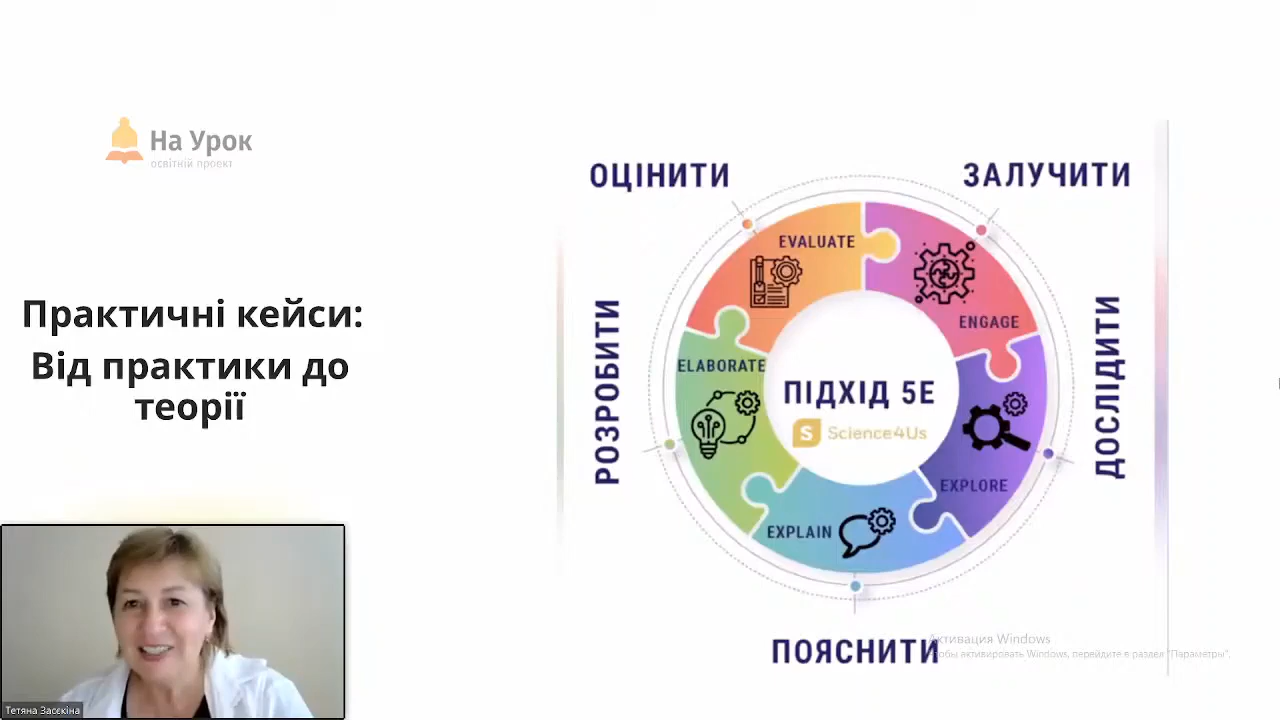 На Урок
освітній проект
Практичні кейси:
Від практики до
теорії
ОЦІНИТИ
ЗАЛУЧИТИ
EVALUATE
ENGAGE
РОЗРОБИТИ
ELABORATE
ПІДХІД 5Е
S Science4Us
ДОСЛІДИТИ
EXPLORE
EXPLAIN
ПОЯСНИТИ
Активация Windows
Чтобы активировать Windows, перейдите в раздел "Параметры".
Тетяна Засєкіна